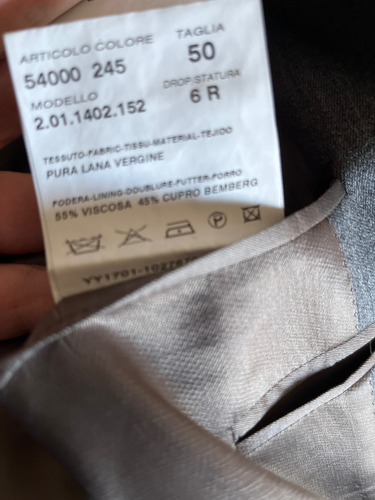 ARTICOLO COLORE
54000 245
TAGLIA
50
MODELLO
2.01.1402.152
DROP.STATURA
6 R
TESSUTO-FABRIC-TISSU-MATERIAL-TEJIDO
PURA LANA VERGINE
FODERA-LINING-DOUBLURE-FUTTER-FORRO
55% VISCOSA 45% CUPRO BEMBERG
P